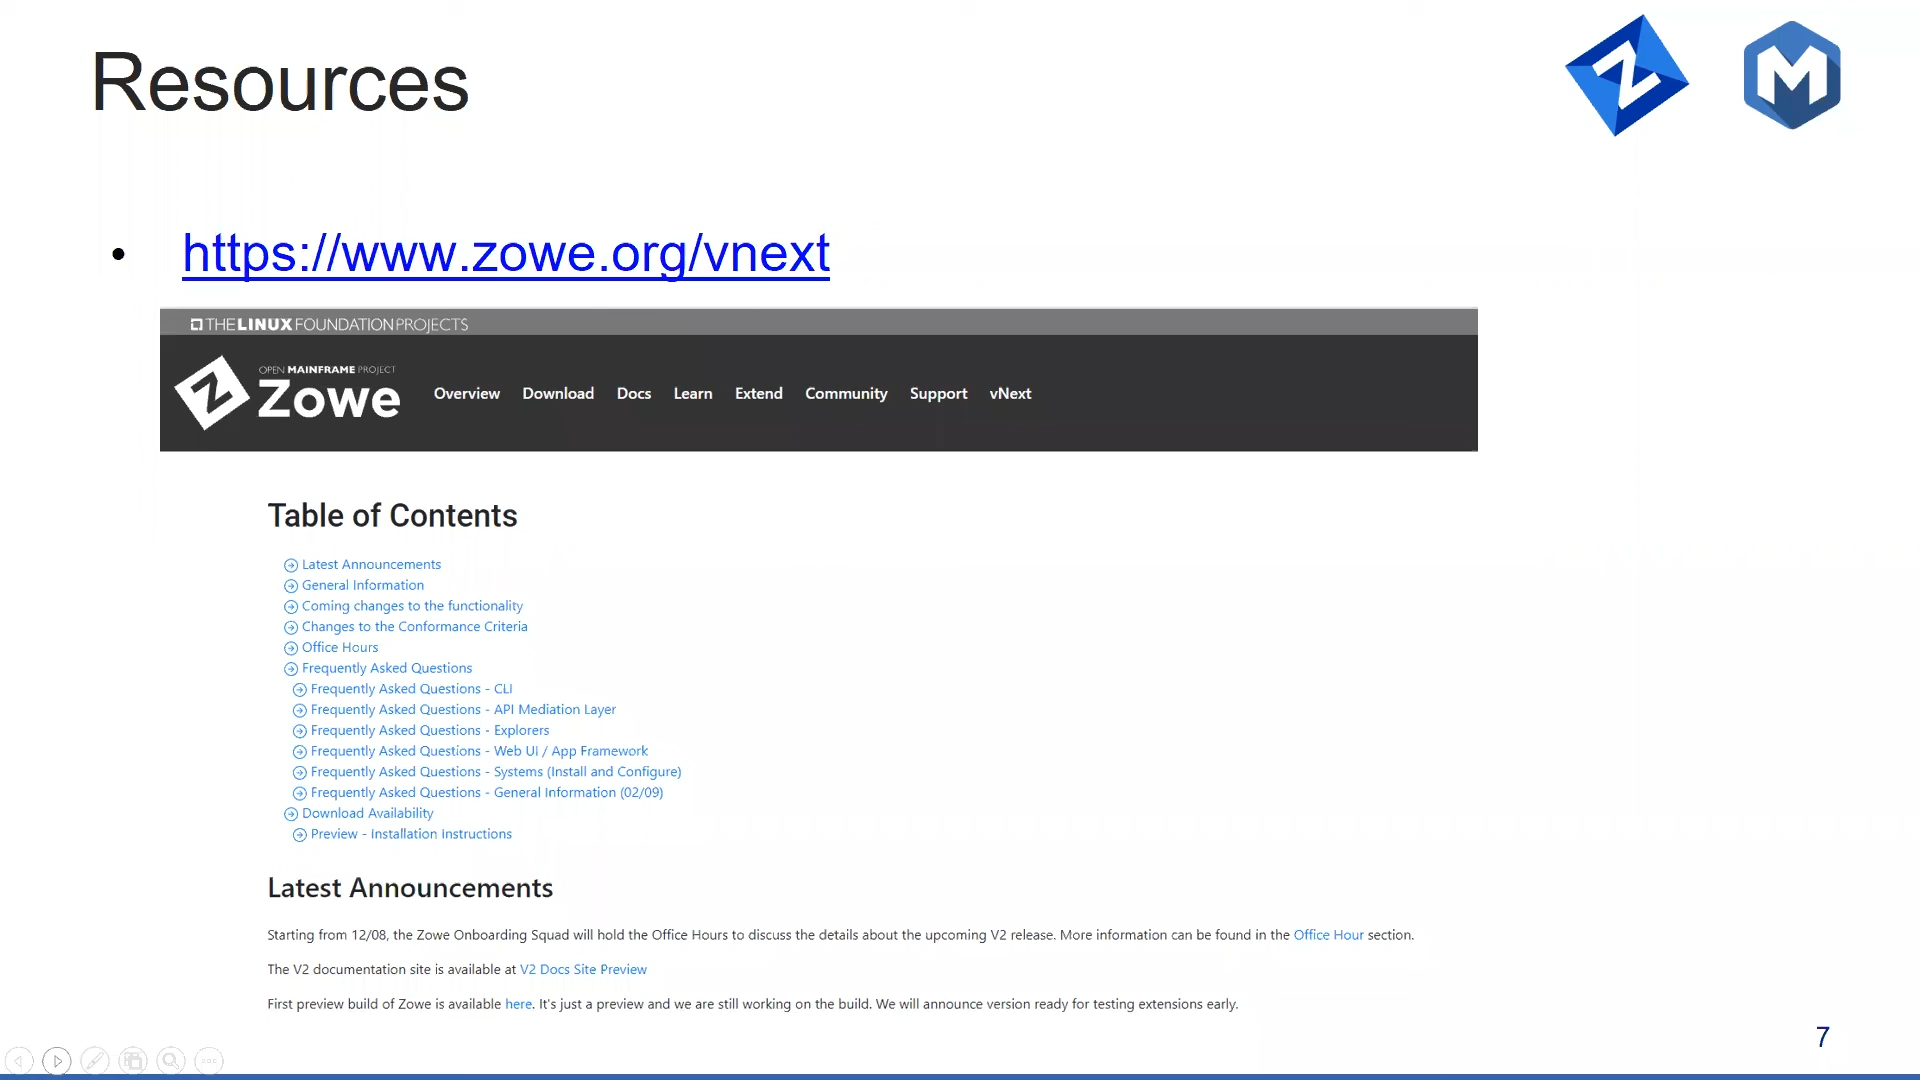 Resources
• https://www.zowe.org/vnext
THE LINUX FOUNDATION PROJECTS
OPEN MAINFRAME PROJECT
Zowe
Overview Download Docs Learn Extend Community Support vNext
Table of Contents
Latest Announcements
General Information
Coming changes to the functionality
Changes to the Conformance Criteria
Office Hours
Frequently Asked Questions
Frequently Asked Questions - CLI
Frequently Asked Questions - API Mediation Layer
Frequently Asked Questions - Explorers
Frequently Asked Questions - Web UI / App Framework
Frequently Asked Questions - Systems (Install and Configure)
Frequently Asked Questions - General Information (02/09)
Download Availability
Preview - Installation Instructions
Latest Announcements
Starting from 12/08, the Zowe Onboarding Squad will hold the Office Hours to discuss the details about the upcoming V2 release. More information can be found in the Office Hour section.
The V2 documentation site is available at V2 Docs Site Preview
First preview build of Zowe is available here. It's just a preview and we are still working on the build. We will announce version ready for testing extensions early.
7